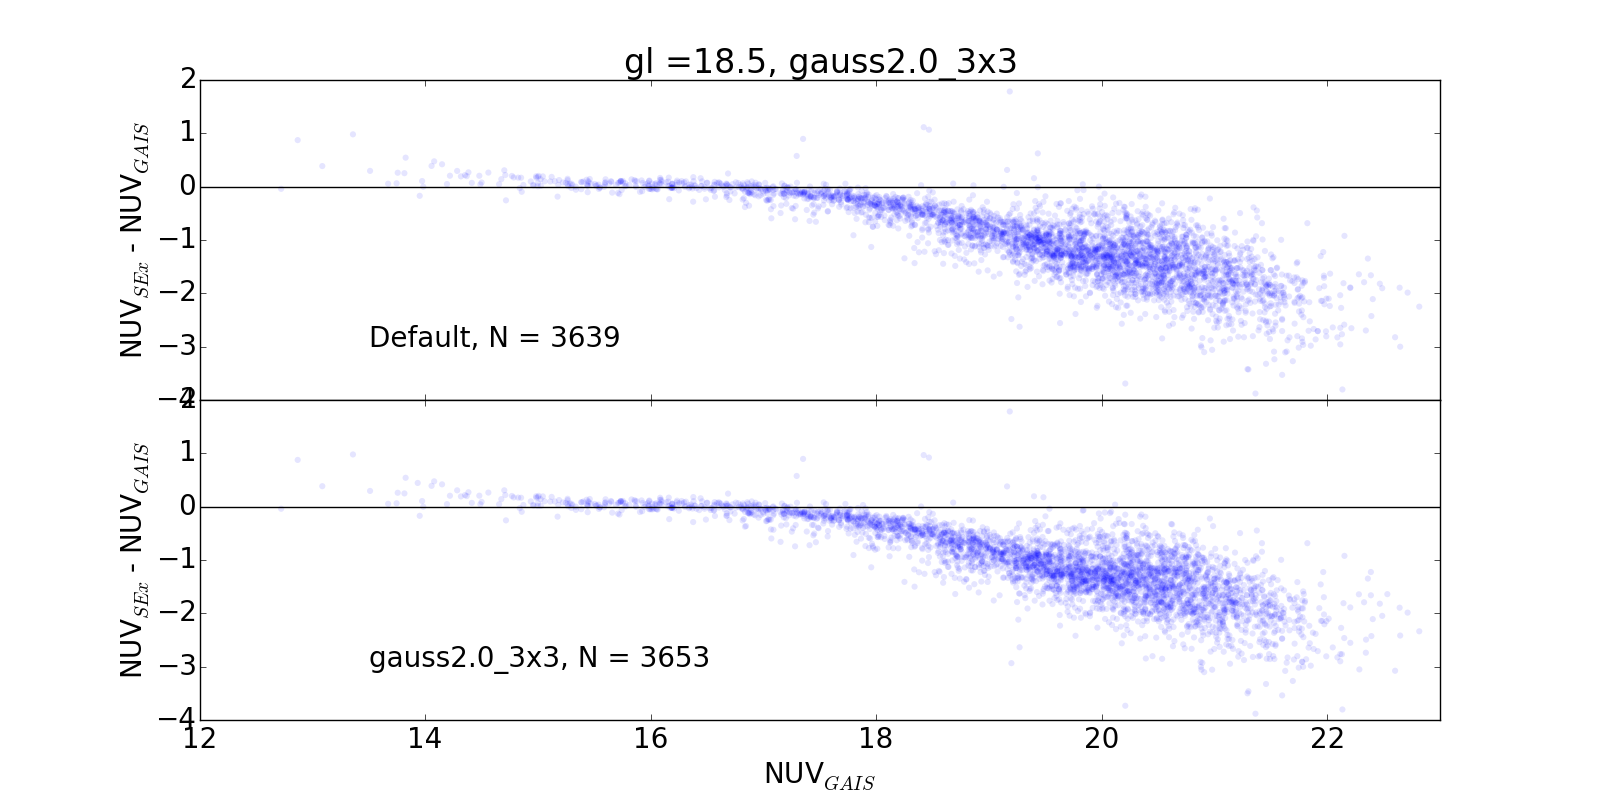 gl =18.5, gauss2.0_3x3
NUV_SEx - NUV_GAIS
2
1
0
−1
−2
−3
−4
Default, N = 3639
NUV_SEx - NUV_GAIS
2
1
0
−1
−2
−3
−4
gauss2.0_3x3, N = 3653
12 14 16 18 20 22
NUV_GAIS